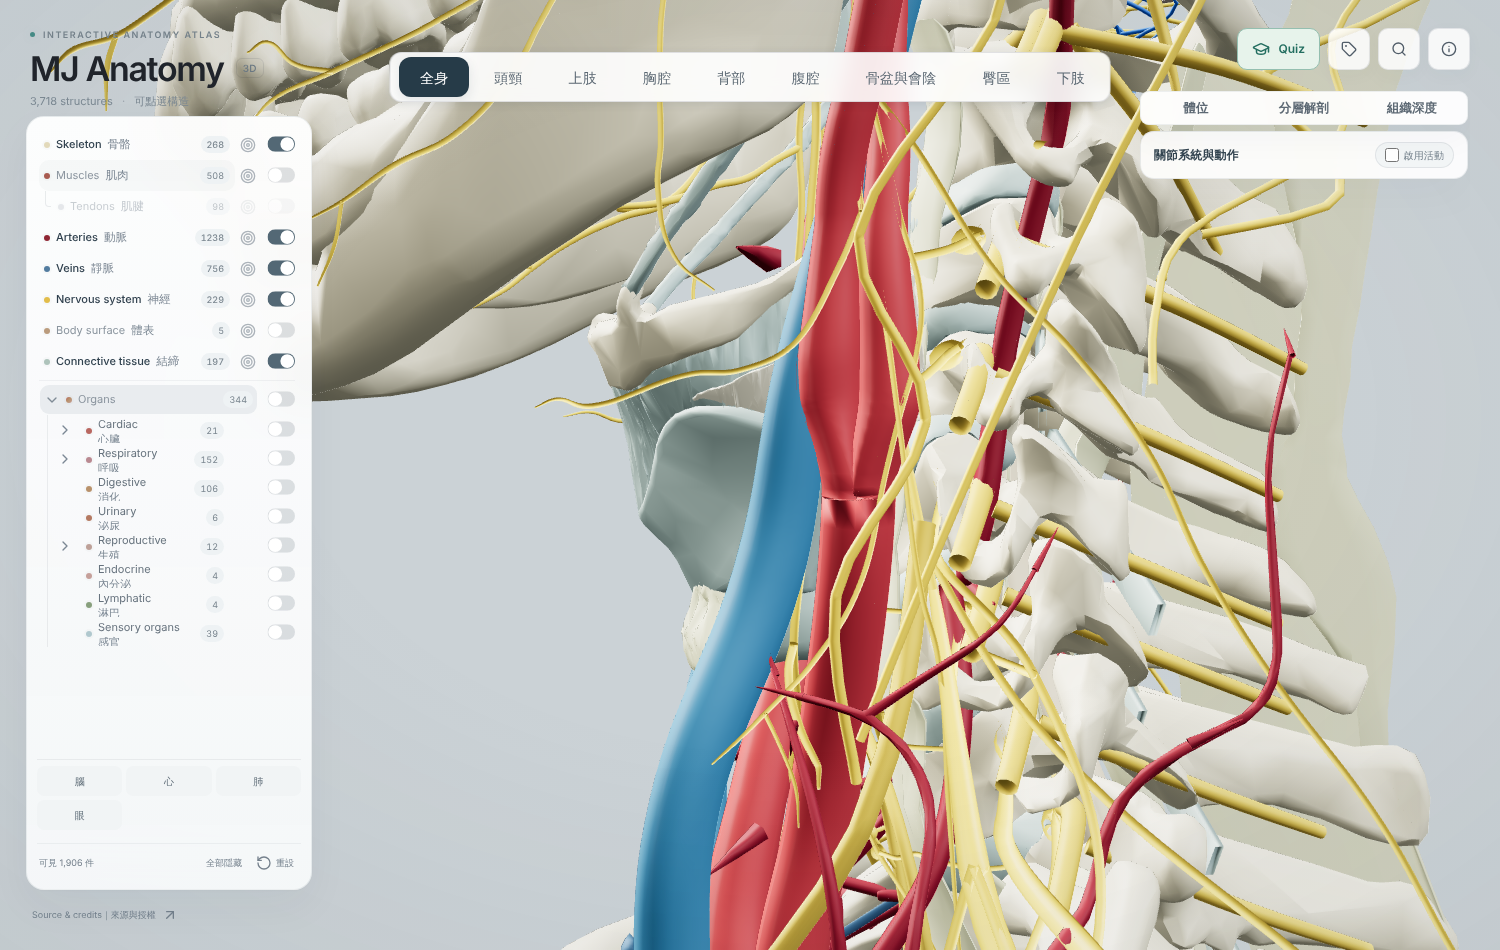 INTERACTIVE ANATOMY ATLAS
MJ Anatomy 3D
3,718 structures · 可點選構造
全身 頭頸 上肢 胸腔 背部 腹腔 骨盆與會陰 臀區 下肢
Quiz
體位 分層解剖 組織深度
關節系統與動作 啟用活動
Skeleton 骨骼 268
Muscles 肌肉 508
Tendons 肌腱 98
Arteries 動脈 1238
Veins 靜脈 756
Nervous system 神經 229
Body surface 體表 5
Connective tissue 結締 197
Organs 344
Cardiac 21
心臟
Respiratory 152
呼吸
Digestive 106
消化
Urinary 6
泌尿
Reproductive 12
生殖
Endocrine 4
內分泌
Lymphatic 4
淋巴
Sensory organs 39
感官
腦 心 肺
眼
可見 1,906 件 全部隱藏 重設
Source & credits | 來源與授權